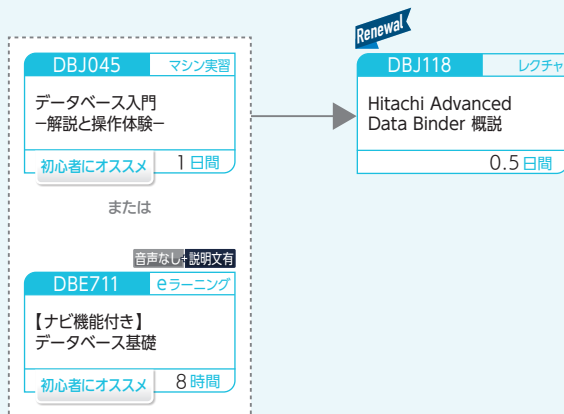 Renewal
DBJ045 マシン実習
データベース入門
−解説と操作体験−
初心者にオススメ 1日間
または
音声なし+説明文有
DBE711 eラーニング
【ナビ機能付き】
データベース基礎
初心者にオススメ 8時間
DBJ118 レクチャ
Hitachi Advanced
Data Binder 概説
0.5日間